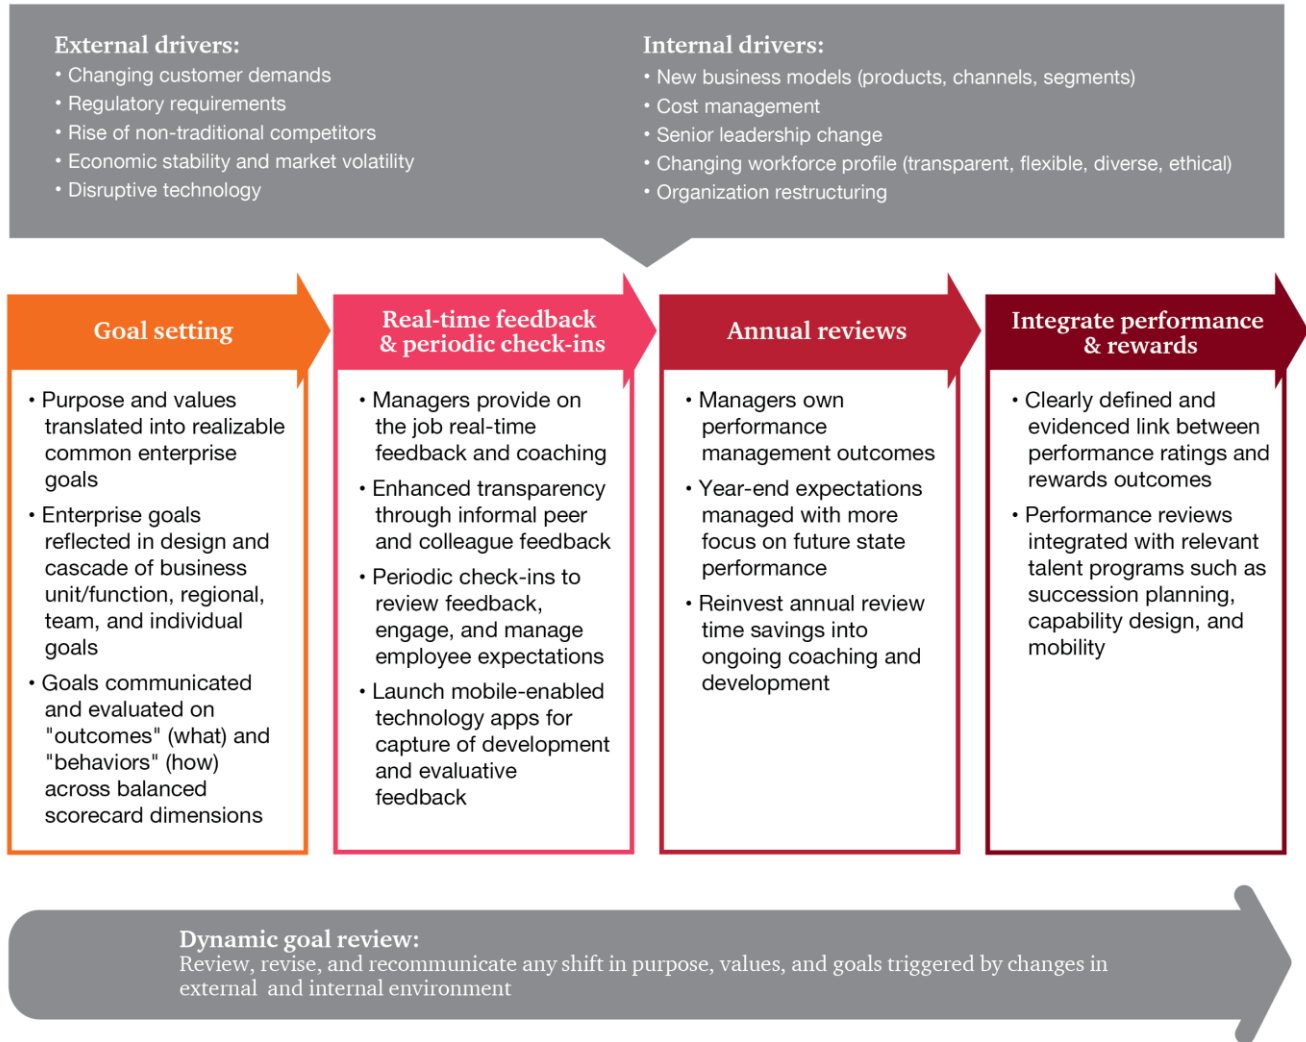 External drivers:
• Changing customer demands
• Regulatory requirements
• Rise of non-traditional competitors
• Economic stability and market volatility
• Disruptive technology
Internal drivers:
• New business models (products, channels, segments)
• Cost management
• Senior leadership change
• Changing workforce profile (transparent, flexible, diverse, ethical)
• Organization restructuring
Goal setting
• Purpose and values
translated into realizable
common enterprise
goals
• Enterprise goals
reflected in design and
cascade of business
unit/function, regional,
team, and individual
goals
• Goals communicated
and evaluated on
"outcomes" (what) and
"behaviors" (how)
across balanced
scorecard dimensions
Real-time feedback
& periodic check-ins
• Managers provide on
the job real-time
feedback and coaching
• Enhanced transparency
through informal peer
and colleague feedback
• Periodic check-ins to
review feedback,
engage, and manage
employee expectations
• Launch mobile-enabled
technology apps for
capture of development
and evaluative
feedback
Annual reviews
• Managers own
performance
management outcomes
• Year-end expectations
managed with more
focus on future state
performance
• Reinvest annual review
time savings into
ongoing coaching and
development
Integrate performance
& rewards
• Clearly defined and
evidenced link between
performance ratings and
rewards outcomes
• Performance reviews
integrated with relevant
talent programs such as
succession planning,
capability design, and
mobility
Dynamic goal review:
Review, revise, and recommunicate any shift in purpose, values, and goals triggered by changes in
external and internal environment